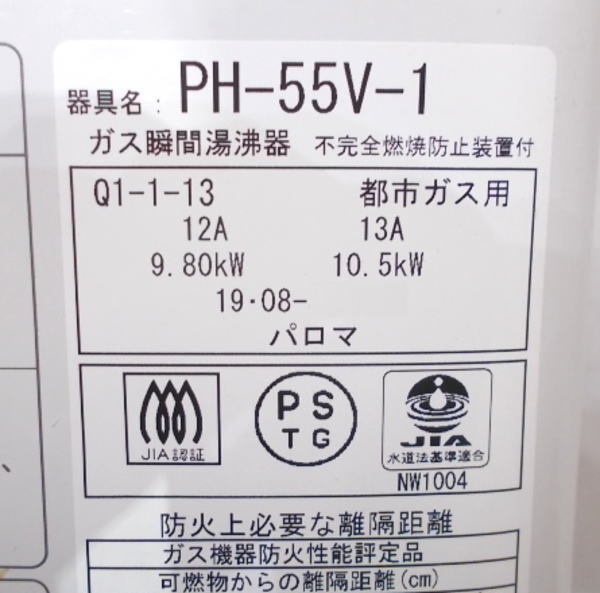 器具名: PH-55V-1
ガス瞬間湯沸器 不完全燃焼防止装置付
Q1-1-13 都市ガス用
12A 13A
9.80kW 10.5kW
19・08-
パロマ
JIA認証
PS
TG
JIA
水道法基準適合
NW1004
防火上必要な離隔距離
ガス機器防火性能評定品
可燃物からの離隔距離(cm)